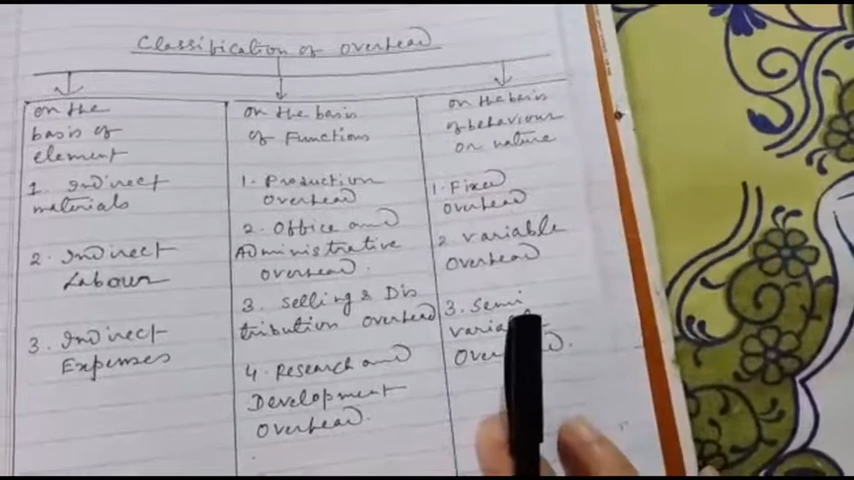 Classification of overhead
on the
basis of
element
1. Indirect
materials
2. Indirect
Labour
3. Indirect
Expenses
on the basis
of Functions
1. Production
overhead
2. Office and
Administrative
overhead.
3. Selling & Dis
tribution overhead
4. Research and
Development
overhead.
on the basis
of behaviour
or nature
1. Fixed
overhead
2. variable
overhead
3. Semi